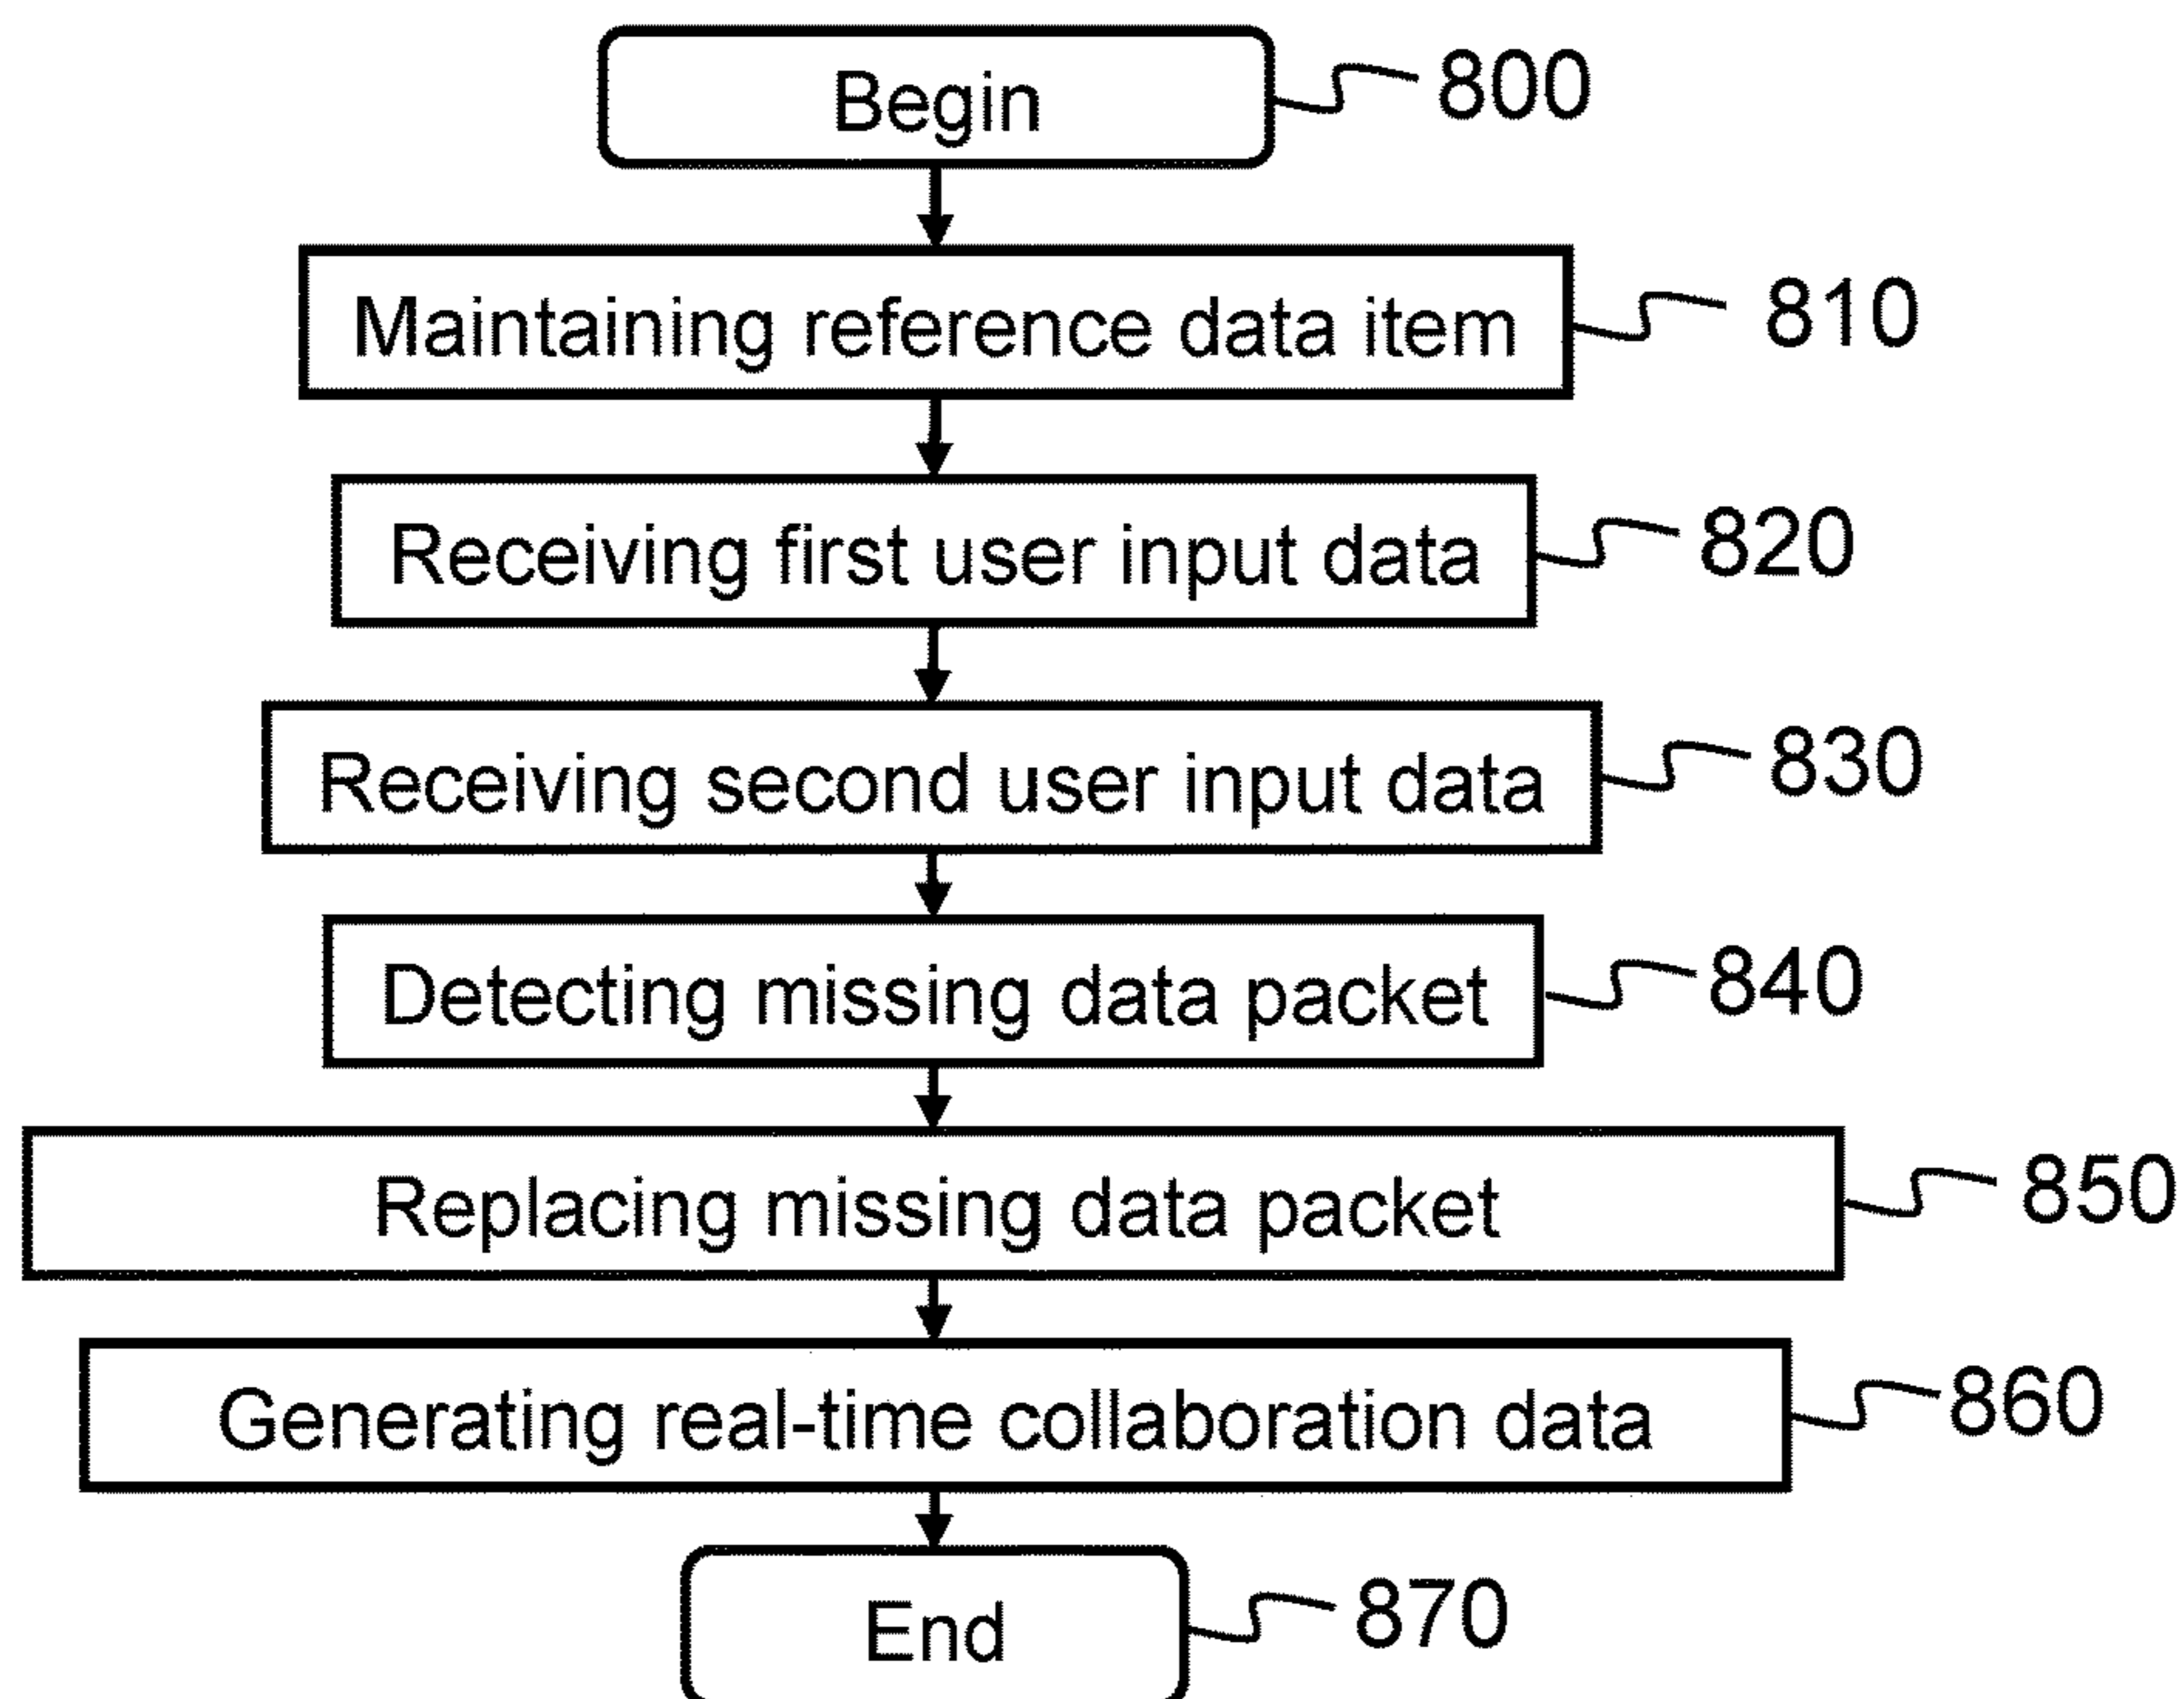 Begin 800
Maintaining reference data item 810
Receiving first user input data 820
Receiving second user input data 830
Detecting missing data packet 840
Replacing missing data packet 850
Generating real-time collaboration data 860
End 870